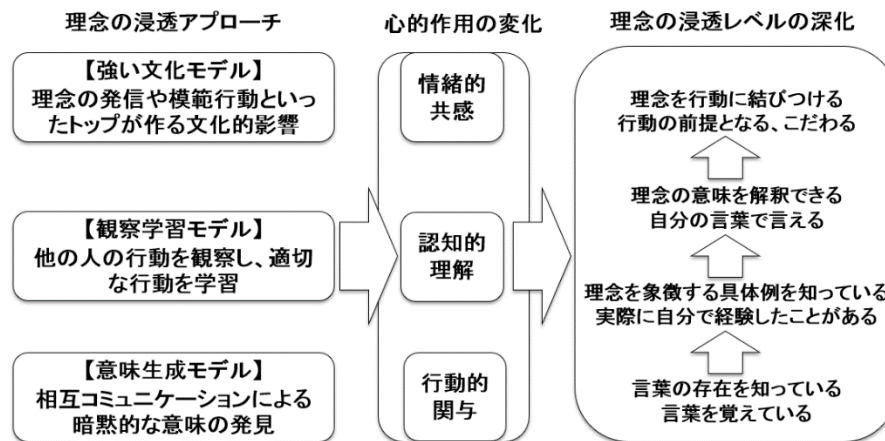 理念の浸透アプローチ
【強い文化モデル】
理念の発信や模範行動といっ
たトップが作る文化的影響
【観察学習モデル】
他の人の行動を観察し、適切
な行動を学習
【意味生成モデル】
相互コミュニケーションによる
暗黙的な意味の発見
心的作用の変化
情緒的
共感
認知的
理解
行動的
関与
理念の浸透レベルの深化
理念を行動に結びつける
行動の前提となる、こだわる
理念の意味を解釈できる
自分の言葉で言える
理念を象徴する具体例を知っている
実際に自分で経験したことがある
言葉の存在を知っている
言葉を覚えている